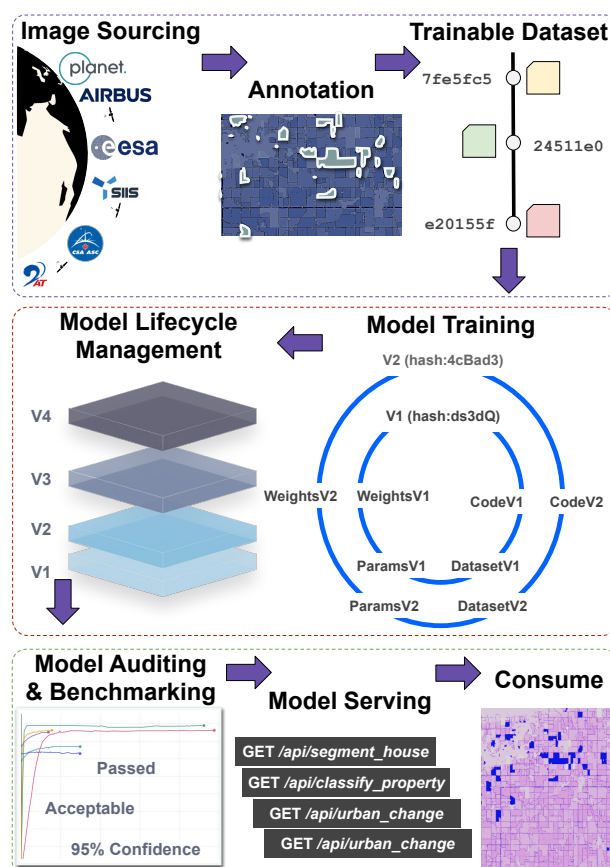 Image Sourcing
Trainable Dataset
planet.
AIRBUS
esa
SIIS
CSA ASC
AT
Annotation
7fe5fc5
24511e0
e20155f
Model Lifecycle
Management
V4
V3
V2
V1
Model Training
V2 (hash:4cBad3)
V1 (hash:ds3dQ)
WeightsV2
WeightsV1
CodeV1
CodeV2
ParamsV1
DatasetV1
ParamsV2
DatasetV2
Model Auditing
& Benchmarking
Passed
Acceptable
95% Confidence
Model Serving
GET /api/segment_house
GET /api/classify_property
GET /api/urban_change
GET /api/urban_change
Consume